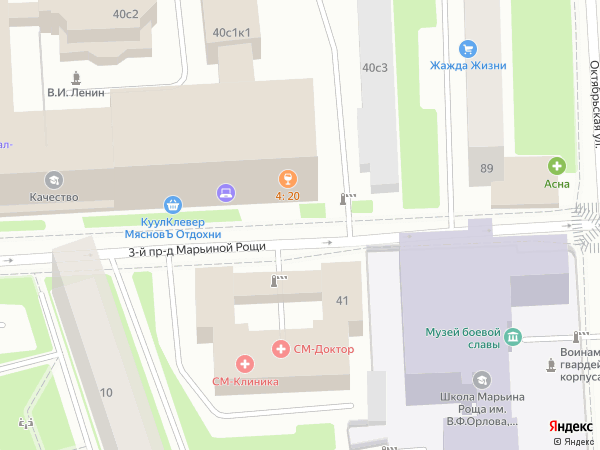 40с2
40с1к1
40с3
Жажда Жизни
В.И. Ленин
Октябрьская ул.
ал-
89
Асна
Качество
4: 20
КуулКлевер
МясновЪ Отдохни
3-й пр-д Марьиной Рощи
41
Музей боевой
славы
СМ-Доктор
СМ-Клиника
Воинам
гвардей
корпуса
10
Школа Марьина
Роща им.
В.Ф.Орлова,...
Яндекс
© Яндекс